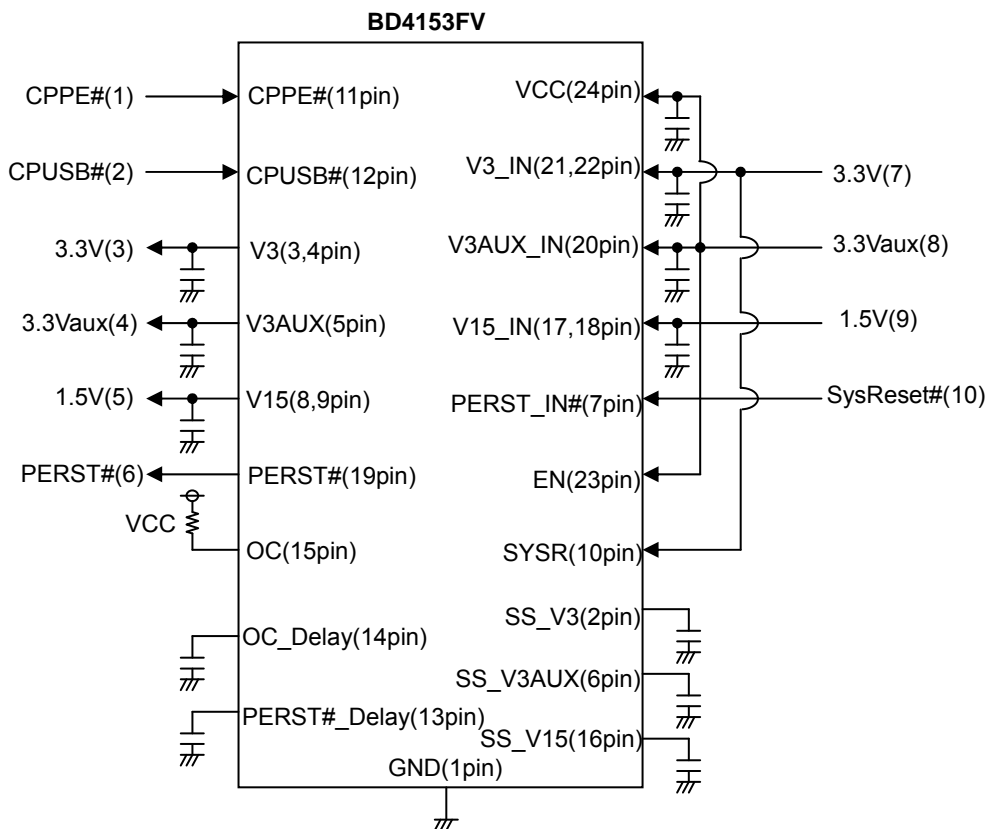 BD4153FV
CPPE#(1)
CPUSB#(2)
3.3V(3)
3.3Vaux(4)
1.5V(5)
PERST#(6)
VCC
CPPE#(11pin)
CPUSB#(12pin)
V3(3,4pin)
V3AUX(5pin)
V15(8,9pin)
PERST#(19pin)
OC(15pin)
OC_Delay(14pin)
PERST#_Delay(13pin)
GND(1pin)
VCC(24pin)
V3_IN(21,22pin)
V3AUX_IN(20pin)
V15_IN(17,18pin)
PERST_IN#(7pin)
EN(23pin)
SYSR(10pin)
SS_V3(2pin)
SS_V3AUX(6pin)
SS_V15(16pin)
3.3V(7)
3.3Vaux(8)
1.5V(9)
SysReset#(10)